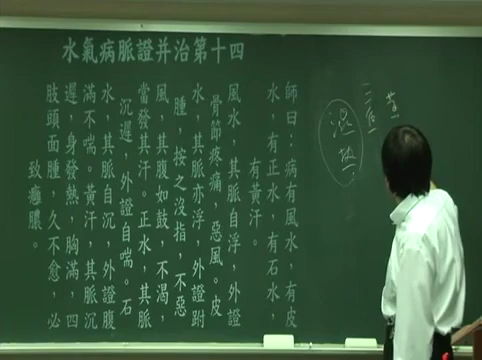 水氣病脈證并治第十四
師曰：病有風水，有皮
水，有正水，有石水，
有黃汗。
風水，其脈自浮，外證
骨節疼痛，惡風。皮
水，其脈亦浮，外證跗
腫，按之沒指，不惡
風，其腹如鼓，不渴，
當發其汗。正水，其脈
沉遲，外證自喘。石
水，其脈自沉，外證腹
滿不喘。黃汗，其脈沉
遲，身發熱，胸滿，四
肢頭面腫，久不愈，必
致癰膿。
濕熱